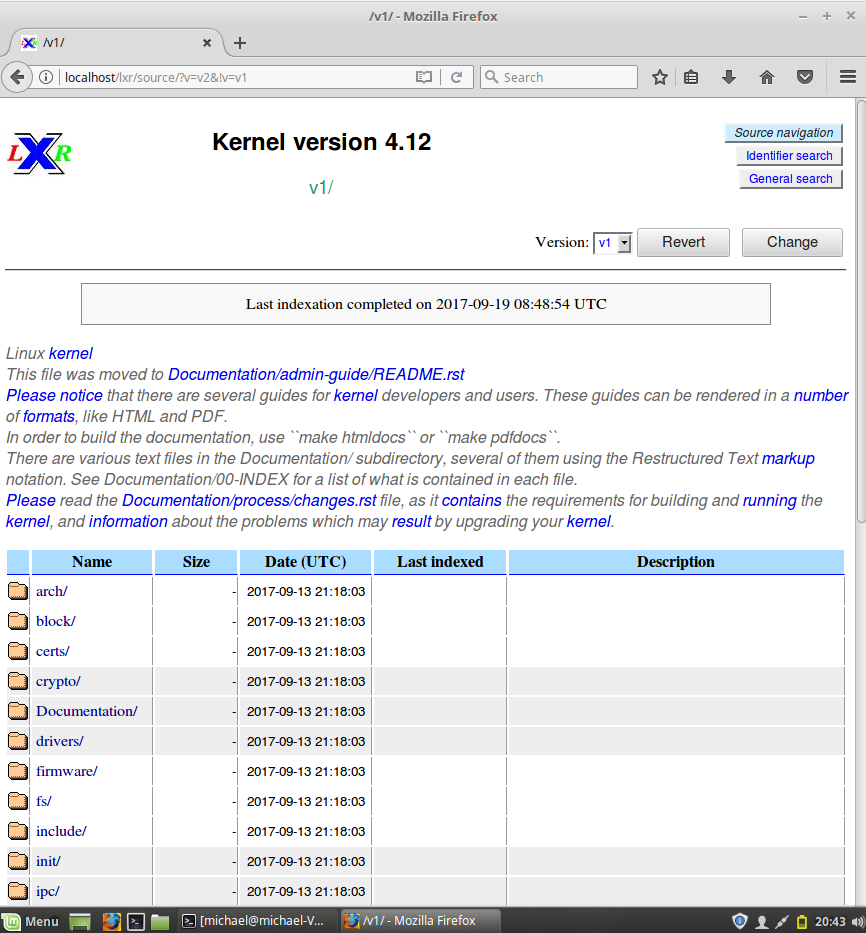 /v1/ - Mozilla Firefox
/v1/
localhost/lxr/source/?v=v2&!v=v1
Search
LXR
Kernel version 4.12
v1/
Source navigation
Identifier search
General search
Version: v1 Revert Change
Last indexation completed on 2017-09-19 08:48:54 UTC
Linux kernel
This file was moved to Documentation/admin-guide/README.rst
Please notice that there are several guides for kernel developers and users. These guides can be rendered in a number
of formats, like HTML and PDF.
In order to build the documentation, use ``make htmldocs`` or ``make pdfdocs``.
There are various text files in the Documentation/ subdirectory, several of them using the Restructured Text markup
notation. See Documentation/00-INDEX for a list of what is contained in each file.
Please read the Documentation/process/changes.rst file, as it contains the requirements for building and running the
kernel, and information about the problems which may result by upgrading your kernel.
Name Size Date (UTC) Last indexed Description
arch/ - 2017-09-13 21:18:03
block/ - 2017-09-13 21:18:03
certs/ - 2017-09-13 21:18:03
crypto/ - 2017-09-13 21:18:03
Documentation/ - 2017-09-13 21:18:03
drivers/ - 2017-09-13 21:18:03
firmware/ - 2017-09-13 21:18:03
fs/ - 2017-09-13 21:18:03
include/ - 2017-09-13 21:18:03
init/ - 2017-09-13 21:18:03
ipc/ - 2017-09-13 21:18:03
Menu [michael@michael-V... /v1/ - Mozilla Firefox 20:43